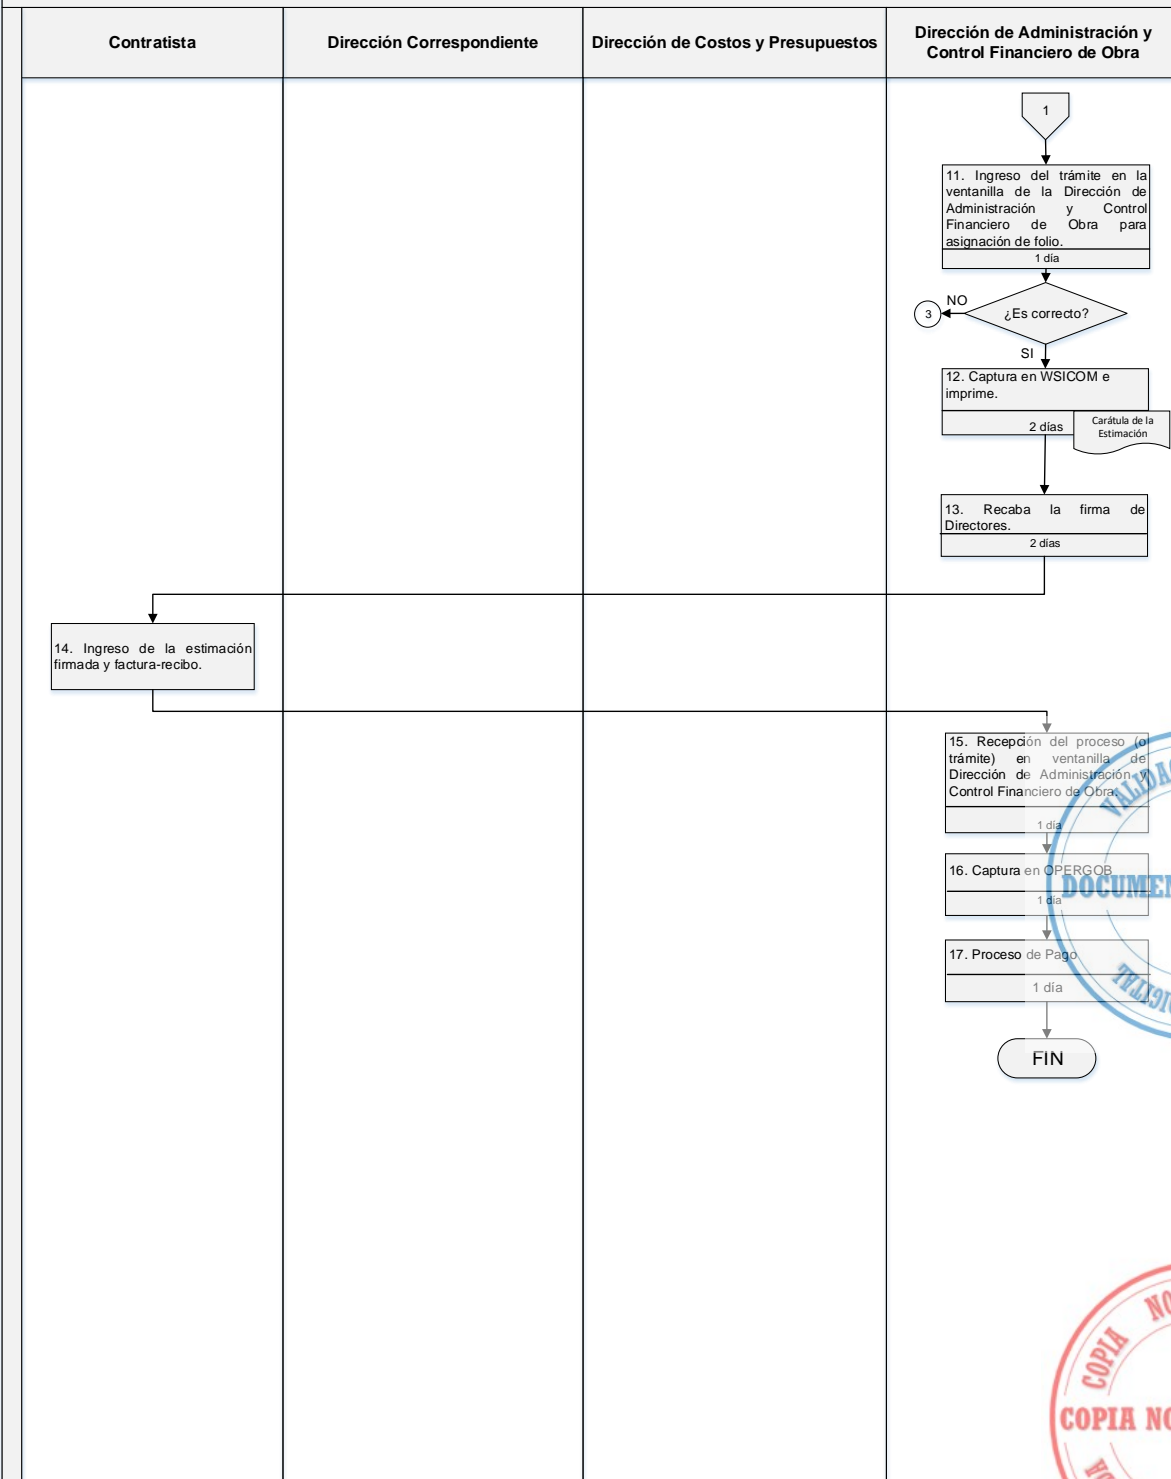 Contratista
Dirección Correspondiente
Dirección de Costos y Presupuestos
Dirección de Administración y
Control Financiero de Obra
1
11. Ingreso del trámite en la
ventanilla de la Dirección de
Administración y Control
Financiero de Obra para
asignación de folio.
1 día
¿Es correcto?
NO
3
SI
12. Captura en WSICOM e
imprime.
2 días
Carátula de la
Estimación
13. Recaba la firma de
Directores.
2 días
14. Ingreso de la estimación
firmada y factura-recibo.
15. Recepción del proceso (o
trámite) en ventanilla de
Dirección de Administración y
Control Financiero de Obra.
1 día
16. Captura en OPERGOB
1 día
17. Proceso de Pago
1 día
FIN
COPIA